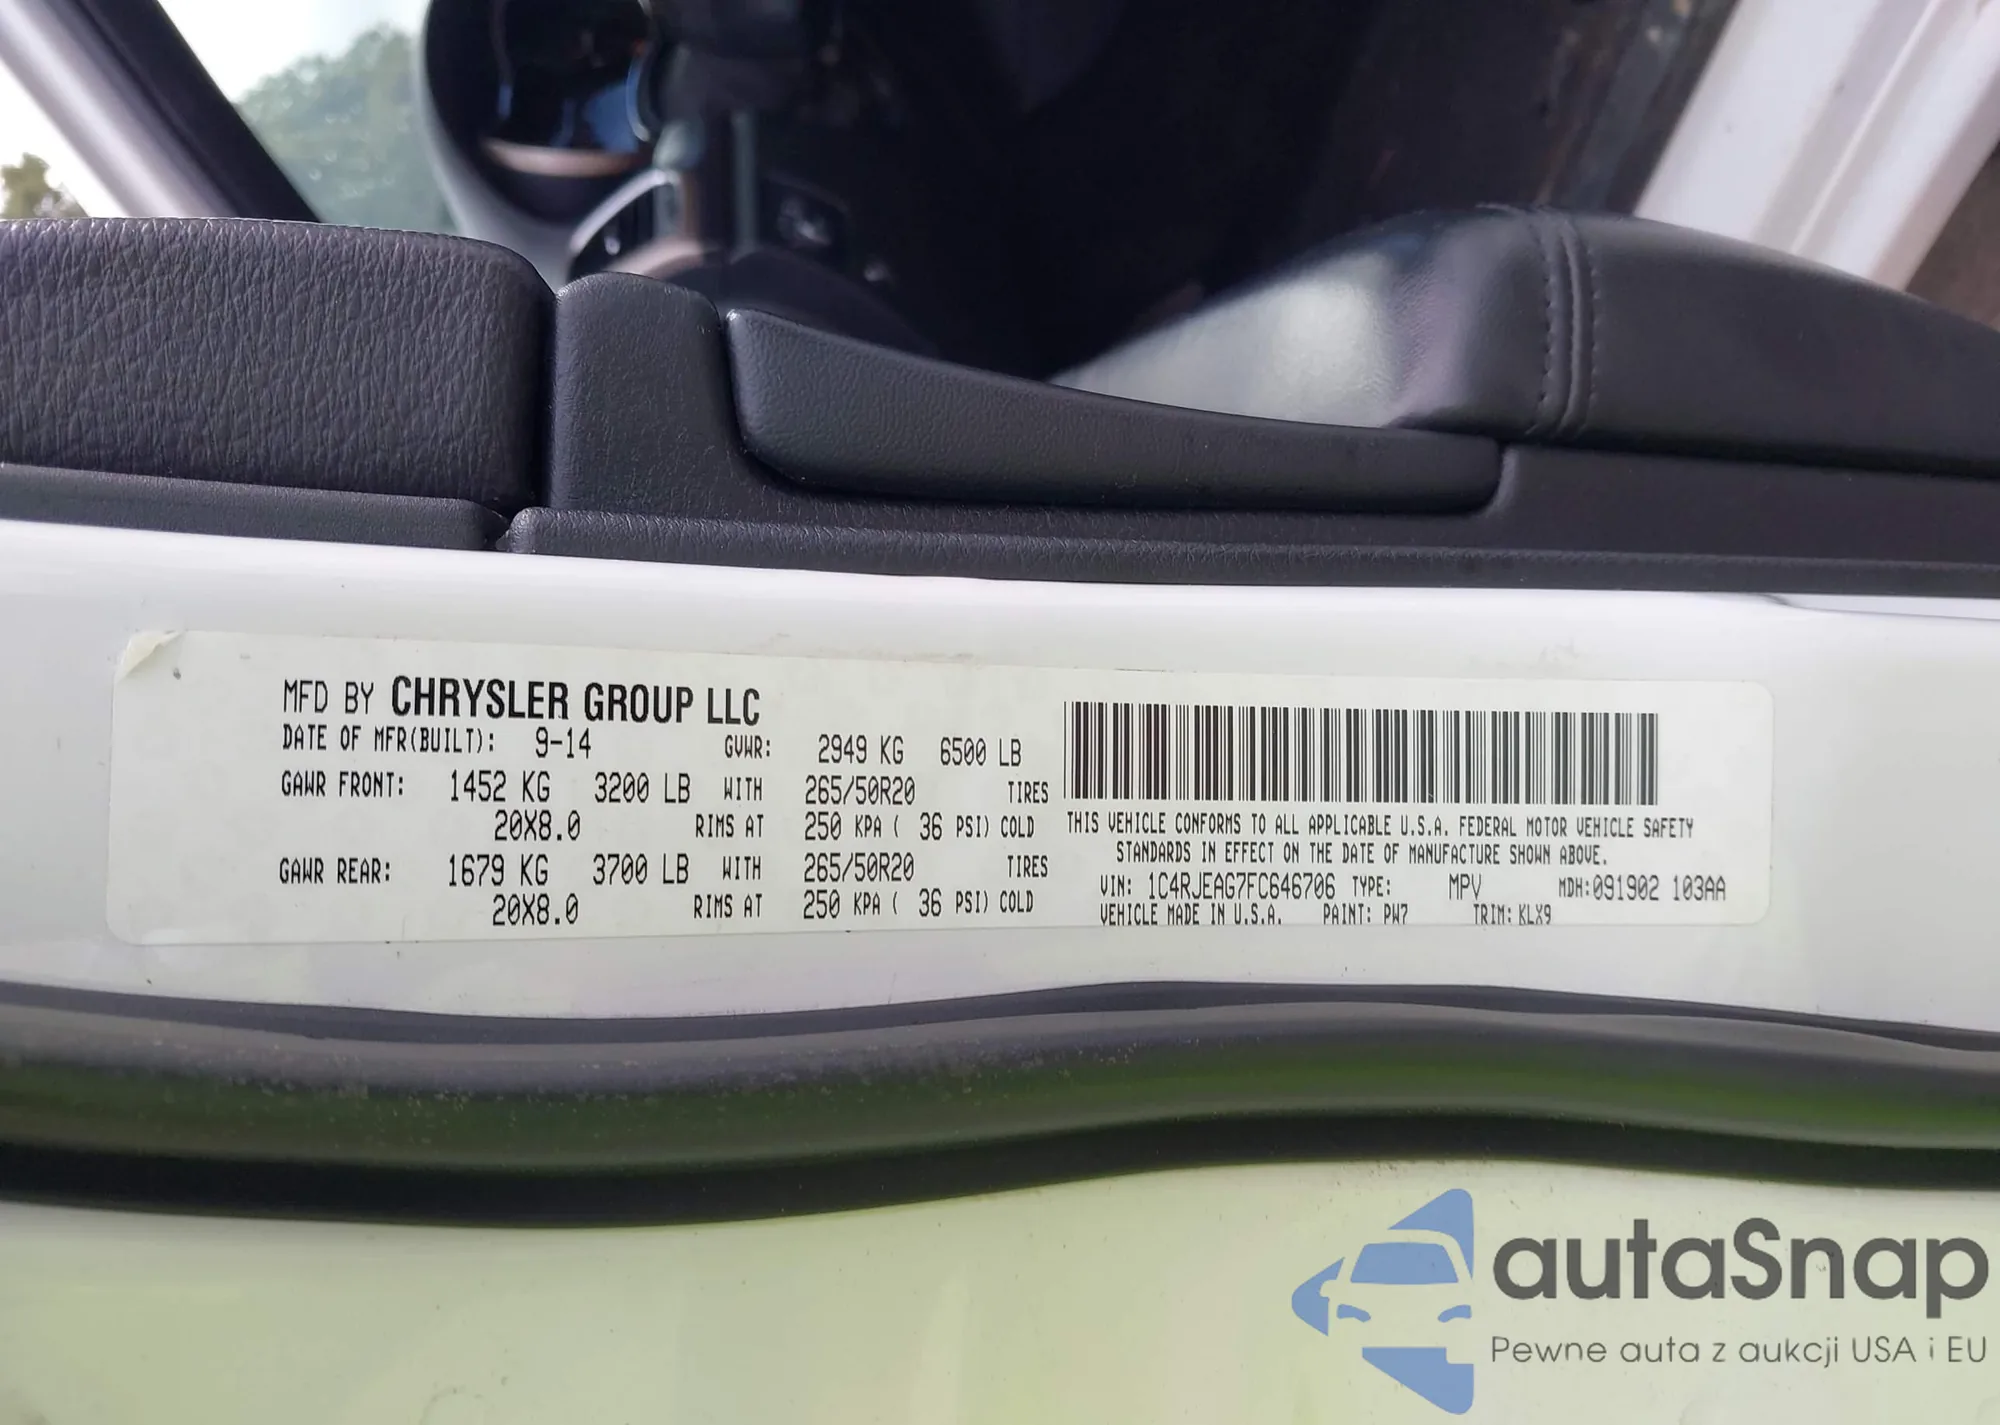 MFD BY CHRYSLER GROUP LLC
DATE OF MFR(BUILT): 9-14 GVWR: 2949 KG 6500 LB
GAWR FRONT: 1452 KG 3200 LB WITH 265/50R20 TIRES
20X8.0 RIMS AT 250 KPA ( 36 PSI) COLD
GAWR REAR: 1679 KG 3700 LB WITH 265/50R20 TIRES
20X8.0 RIMS AT 250 KPA ( 36 PSI) COLD
THIS VEHICLE CONFORMS TO ALL APPLICABLE U.S.A. FEDERAL MOTOR VEHICLE SAFETY
STANDARDS IN EFFECT ON THE DATE OF MANUFACTURE SHOWN ABOVE.
VIN: 1C4RJEAG7FC646706 TYPE: MPV MDH:091902 103AA
VEHICLE MADE IN U.S.A. PAINT: PW7 TRIM: KLX9
autaSnap
Pewne auta z aukcji USA i EU